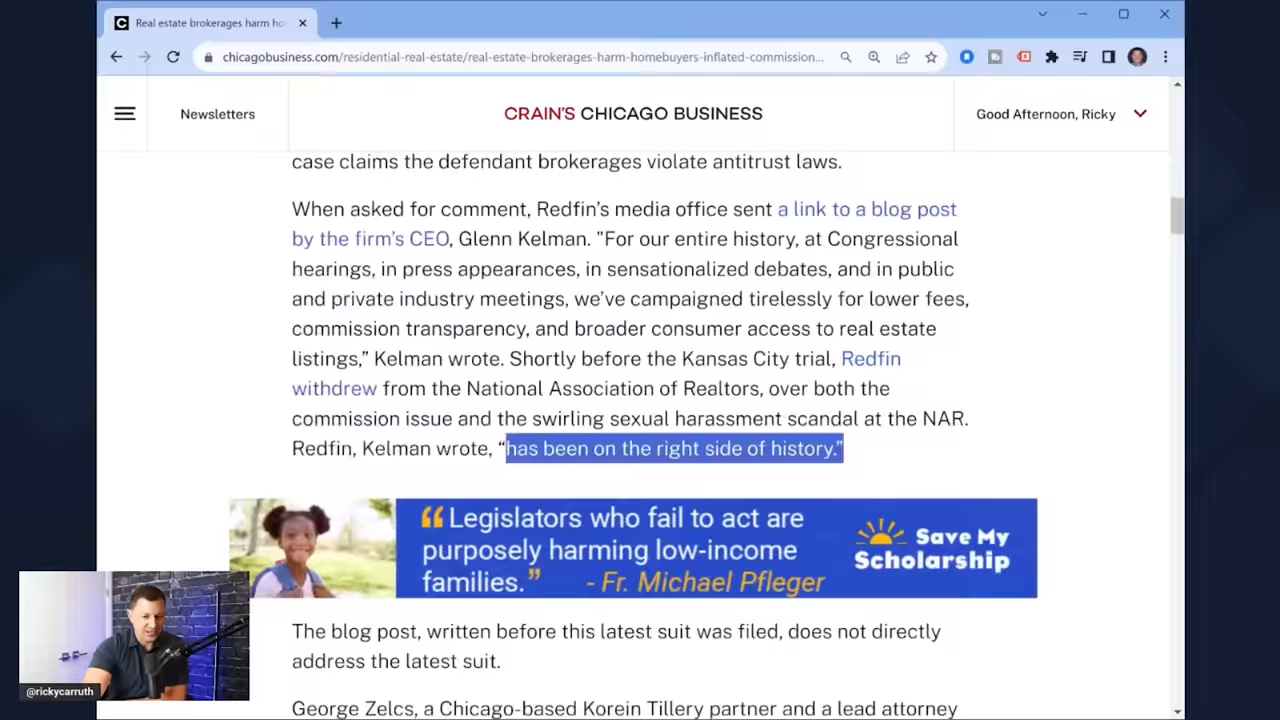 Real estate brokerages harm ho
chicagobusiness.com/residential-real-estate/real-estate-brokerages-harm-homebuyers-inflated-commission...
Newsletters
CRAIN'S CHICAGO BUSINESS
Good Afternoon, Ricky
case claims the defendant brokerages violate antitrust laws.
When asked for comment, Redfin’s media office sent a link to a blog post
by the firm’s CEO, Glenn Kelman. "For our entire history, at Congressional
hearings, in press appearances, in sensationalized debates, and in public
and private industry meetings, we’ve campaigned tirelessly for lower fees,
commission transparency, and broader consumer access to real estate
listings,” Kelman wrote. Shortly before the Kansas City trial, Redfin
withdrew from the National Association of Realtors, over both the
commission issue and the swirling sexual harassment scandal at the NAR.
Redfin, Kelman wrote, “has been on the right side of history.”
“Legislators who fail to act are
purposely harming low-income
families.” - Fr. Michael Pfleger
Save My
Scholarship
The blog post, written before this latest suit was filed, does not directly
address the latest suit.
George Zelcs, a Chicago-based Korein Tillery partner and a lead attorney
@rickycarruth